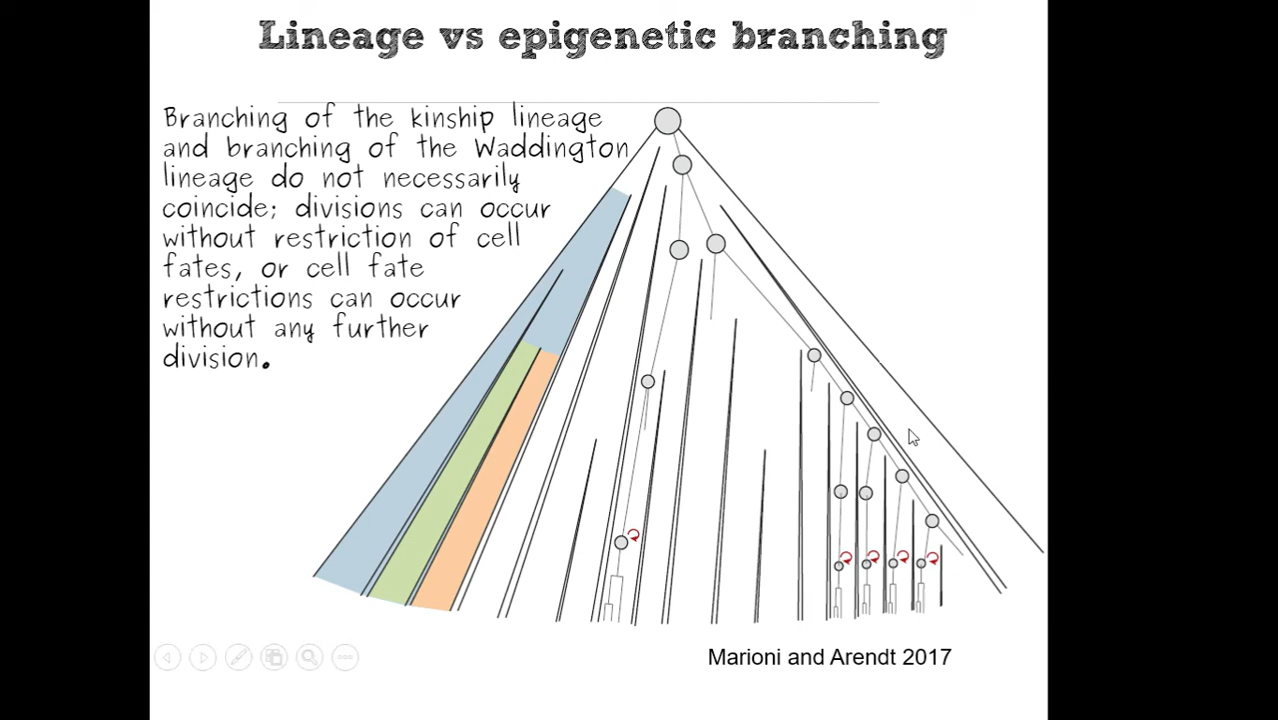 Lineage vs epigenetic branching
Branching of the kinship lineage
and branching of the Waddington
lineage do not necessarily
coincide; divisions can occur
without restriction of cell
fates, or cell fate
restrictions can occur
without any further
division.
Marioni and Arendt 2017